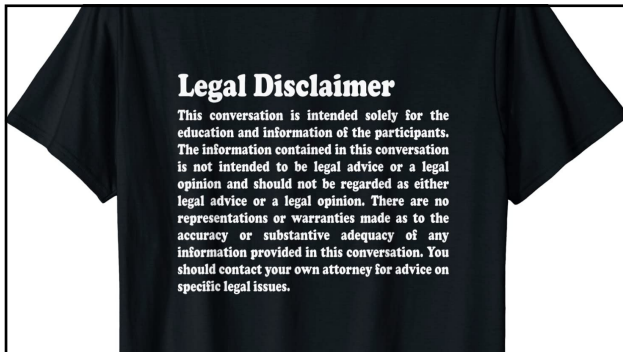 Legal Disclaimer
This conversation is intended solely for the
education and information of the participants.
The information contained in this conversation
is not intended to be legal advice or a legal
opinion and should not be regarded as either
legal advice or a legal opinion. There are no
representations or warranties made as to the
accuracy or substantive adequacy of any
information provided in this conversation. You
should contact your own attorney for advice on
specific legal issues.